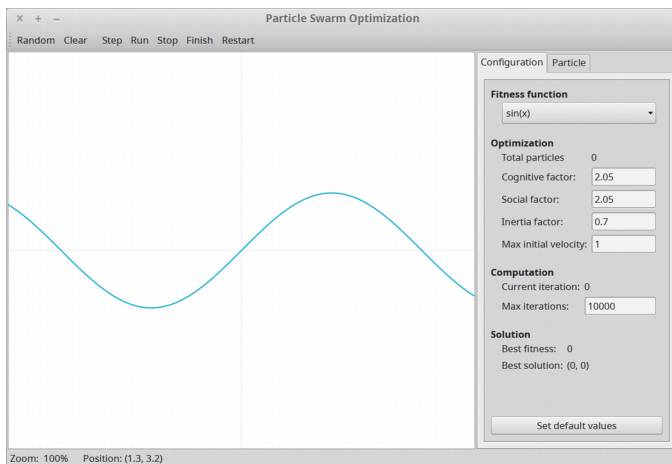 Particle Swarm Optimization
Random Clear Step Run Stop Finish Restart
Configuration Particle
Fitness function
sin(x)
Optimization
Total particles 0
Cognitive factor: 2.05
Social factor: 2.05
Inertia factor: 0.7
Max initial velocity: 1
Computation
Current iteration: 0
Max iterations: 10000
Solution
Best fitness: 0
Best solution: (0, 0)
Set default values
Zoom: 100% Position: (1.3, 3.2)